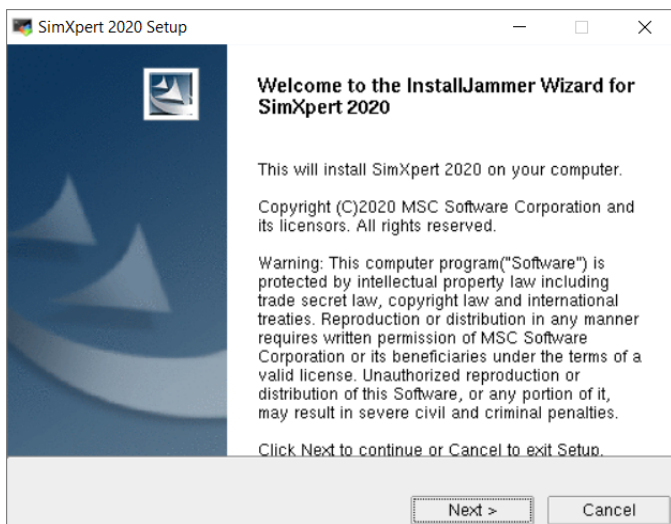 SimXpert 2020 Setup
Welcome to the InstallJammer Wizard for
SimXpert 2020
This will install SimXpert 2020 on your computer.
Copyright (C)2020 MSC Software Corporation and
its licensors. All rights reserved.
Warning: This computer program("Software") is
protected by intellectual property law including
trade secret law, copyright law and international
treaties. Reproduction or distribution in any manner
requires written permission of MSC Software
Corporation or its beneficiaries under the terms of a
valid license. Unauthorized reproduction or
distribution of this Software, or any portion of it,
may result in severe civil and criminal penalties.
Click Next to continue or Cancel to exit Setup.
Next > Cancel